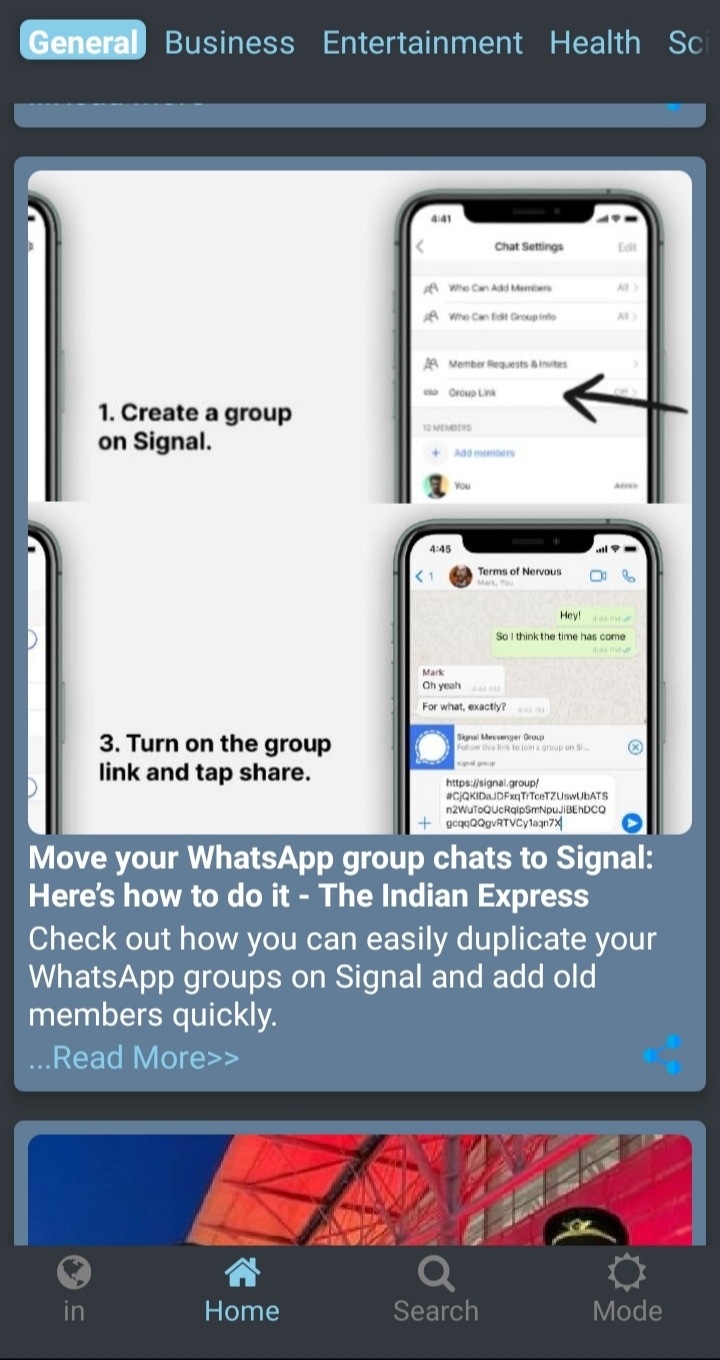 General Business Entertainment Health Sci
4:41
Chat Settings Edit
Who Can Add Members All
Who Can Edit Group Info All
Member Requests & Invites
1. Create a group
on Signal.
Group Link Off
12 MEMBERS
+ Add members
You Admin
4:45
1 Terms of Nervous
Mark, You
Hey!
So I think the time has come
Mark
Oh yeah
For what, exactly?
3. Turn on the group
link and tap share.
Signal Messenger Group
Follow this link to join a group on Si...
signal.group
https://signal.group/
+
Move your WhatsApp group chats to Signal:
Here’s how to do it - The Indian Express
Check out how you can easily duplicate your
WhatsApp groups on Signal and add old
members quickly.
...Read More>>
in Home Search Mode